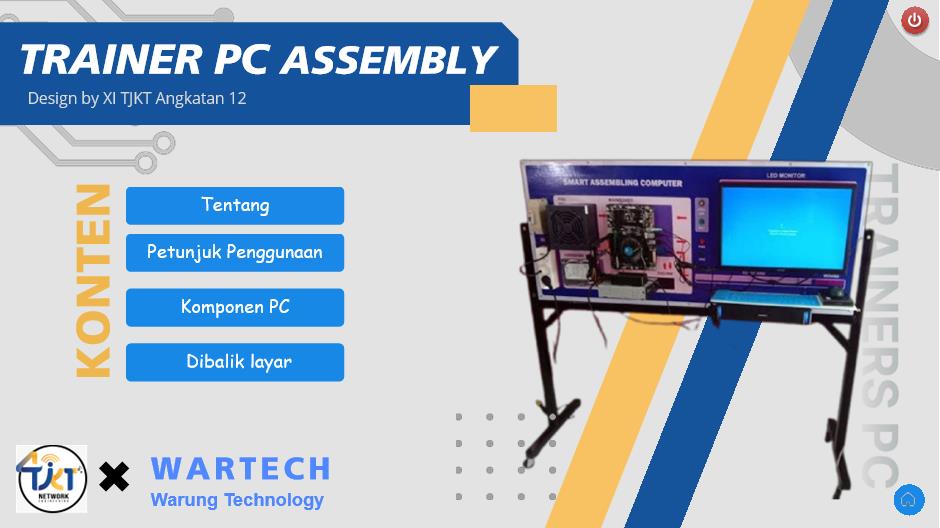 TRAINER PC ASSEMBLY
Design by XI TJKT Angkatan 12
KONTEN
Tentang
Petunjuk Penggunaan
Komponen PC
Dibalik layar
SMART ASSEMBLING COMPUTER
LED MONITOR
TRAINERS PC
TJKT
NETWORK
WARTECH
Warung Technology